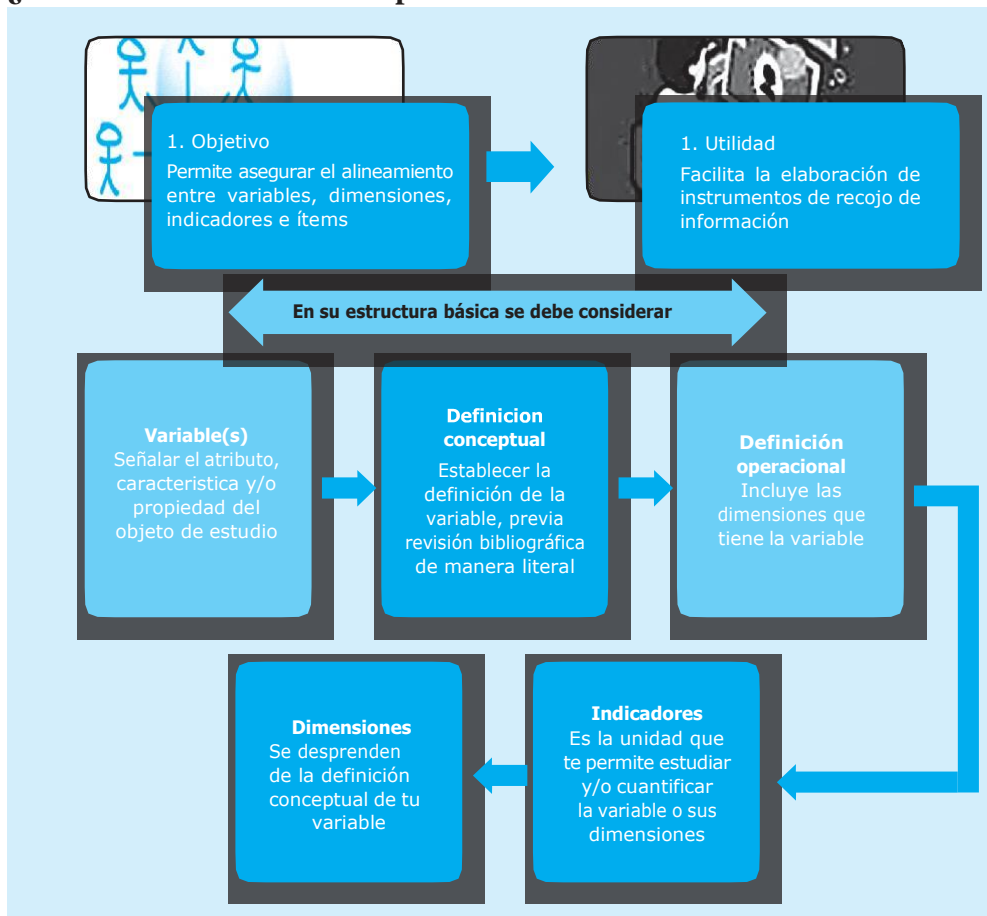 1. Objetivo
Permite asegurar el alineamiento
entre variables, dimensiones,
indicadores e ítems
1. Utilidad
Facilita la elaboración de
instrumentos de recojo de
información
En su estructura básica se debe considerar
Variable(s)
Señalar el atributo,
caracteristica y/o
propiedad del
objeto de estudio
Definicion
conceptual
Establecer la
definición de la
variable, previa
revisión bibliográfica
de manera literal
Definición
operacional
Incluye las
dimensiones que
tiene la variable
Dimensiones
Se desprenden
de la definición
conceptual de tu
variable
Indicadores
Es la unidad que
te permite estudiar
y/o cuantificar
la variable o sus
dimensiones